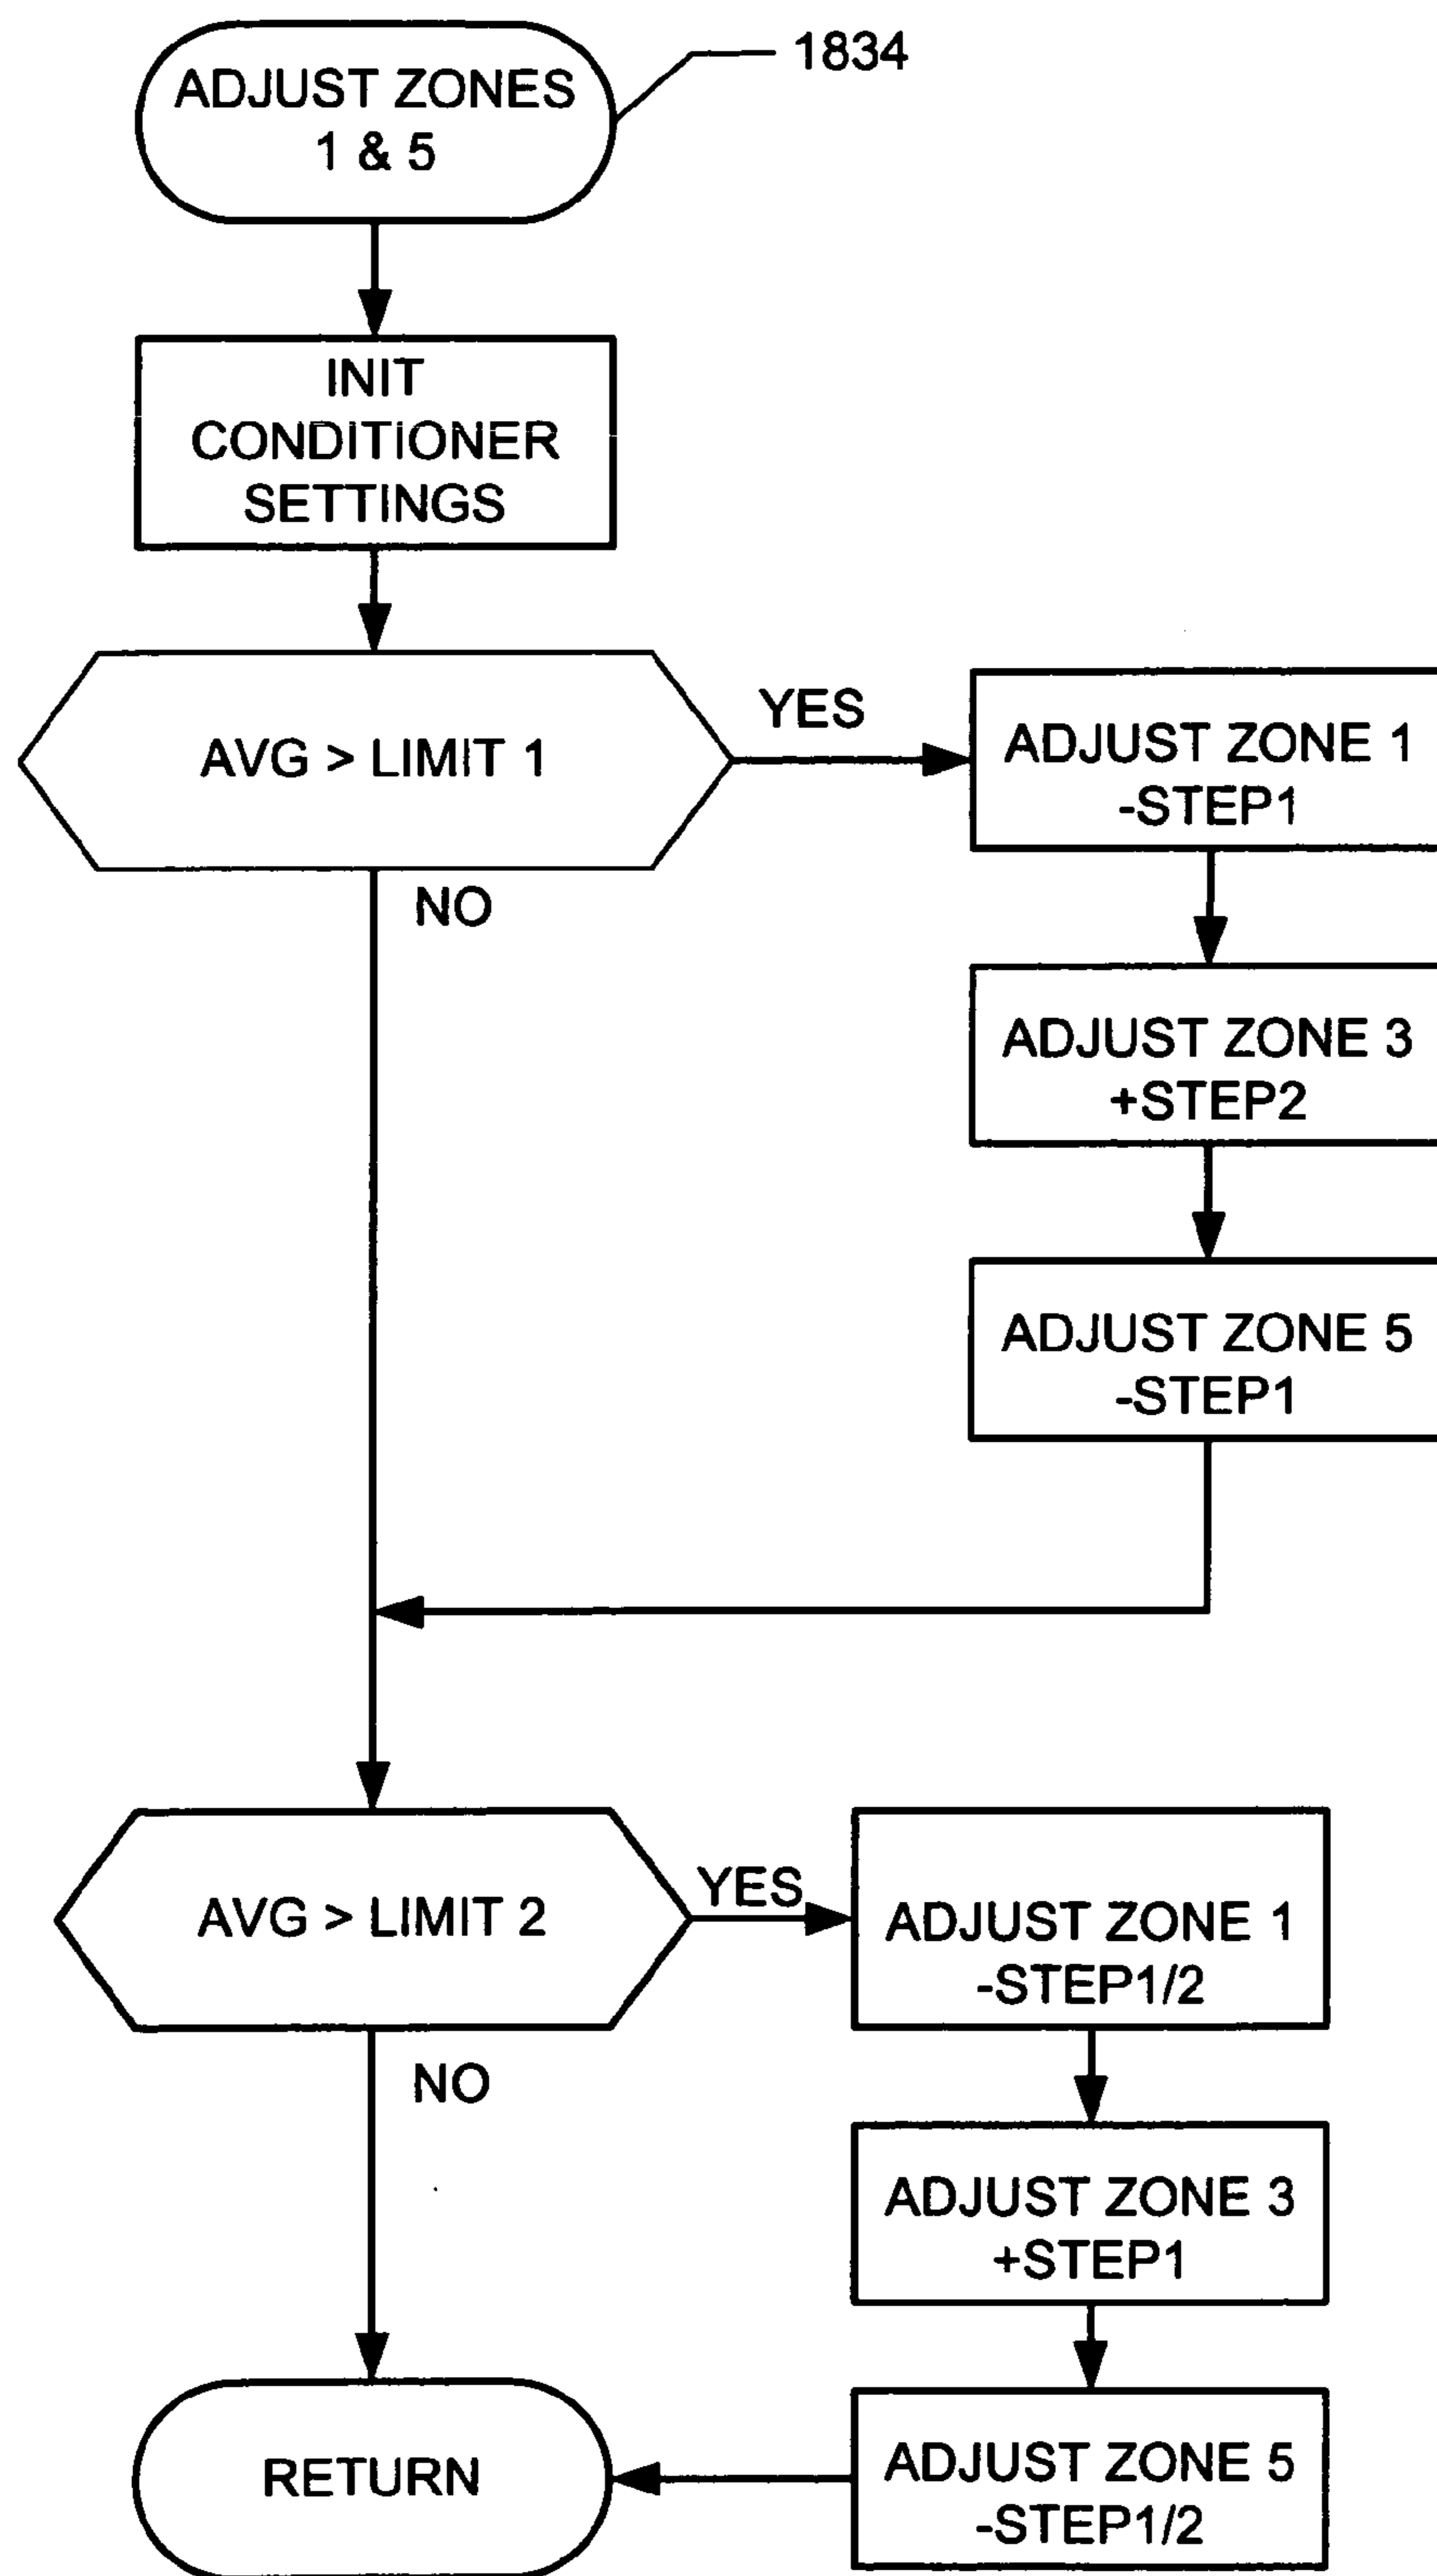 ADJUST ZONES
1 & 5
1834
INIT
CONDITIONER
SETTINGS
AVG > LIMIT 1
YES
NO
ADJUST ZONE 1
-STEP1
ADJUST ZONE 3
+STEP2
ADJUST ZONE 5
-STEP1
AVG > LIMIT 2
YES
NO
ADJUST ZONE 1
-STEP1/2
ADJUST ZONE 3
+STEP1
ADJUST ZONE 5
-STEP1/2
RETURN